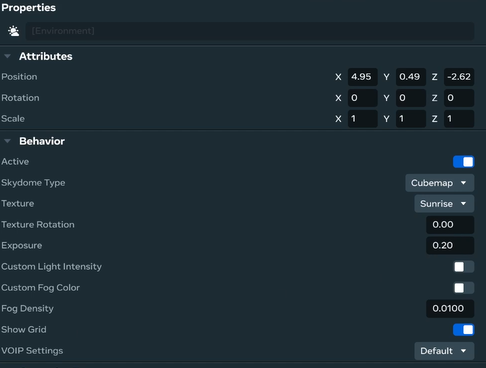 Properties
[Environment]
Attributes
Position X 4.95 Y 0.49 Z -2.62
Rotation X 0 Y 0 Z 0
Scale X 1 Y 1 Z 1
Behavior
Active
Skydome Type Cubemap
Texture Sunrise
Texture Rotation 0.00
Exposure 0.20
Custom Light Intensity
Custom Fog Color
Fog Density 0.0100
Show Grid
VOIP Settings Default